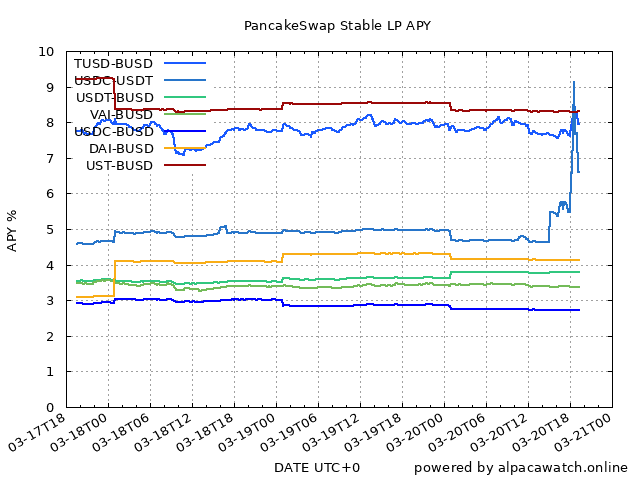 PancakeSwap Stable LP APY
10
9
8
7
6
5
4
3
2
1
0
APY %
TUSD-BUSD
USDC-USDT
USDT-BUSD
VAI-BUSD
USDC-BUSD
DAI-BUSD
UST-BUSD
03-17T18
03-18T00
03-18T06
03-18T12
03-18T18
03-19T00
03-19T06
03-19T12
03-19T18
03-20T00
03-20T06
03-20T12
03-20T18
03-21T00
DATE UTC+0
powered by alpacawatch.online